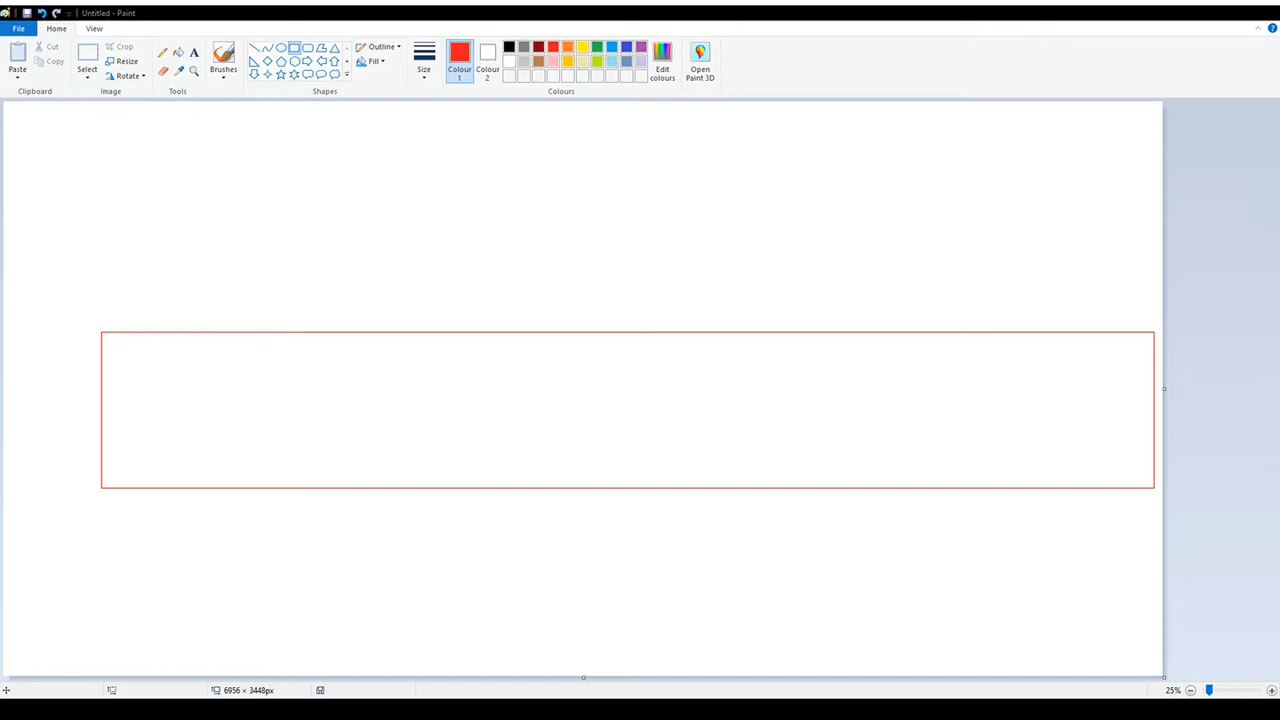 Untitled - Paint
File Home View
Paste
Cut
Copy
Clipboard
Select
Crop
Resize
Rotate
Image
A
Tools
Brushes
Outline
Fill
Shapes
Size
Colour
1
Colour
2
Edit
colours
Colours
Open
Paint 3D
6956 × 3448px
25%